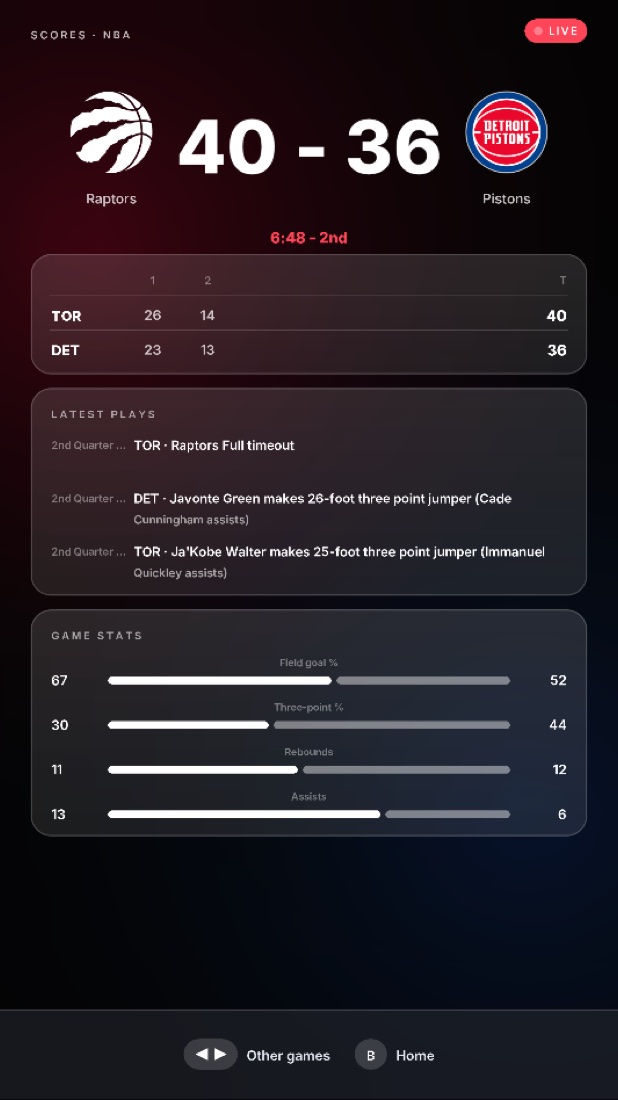 SCORES · NBA
LIVE
40 - 36
DETROIT
PISTONS
Raptors
Pistons
6:48 - 2nd
1 2 T
TOR 26 14 40
DET 23 13 36
LATEST PLAYS
2nd Quarter ... TOR · Raptors Full timeout
2nd Quarter ... DET · Javonte Green makes 26-foot three point jumper (Cade
Cunningham assists)
2nd Quarter ... TOR · Ja'Kobe Walter makes 25-foot three point jumper (Immanuel
Quickley assists)
GAME STATS
Field goal %
67 52
Three-point %
30 44
Rebounds
11 12
Assists
13 6
◀ ▶ Other games B Home